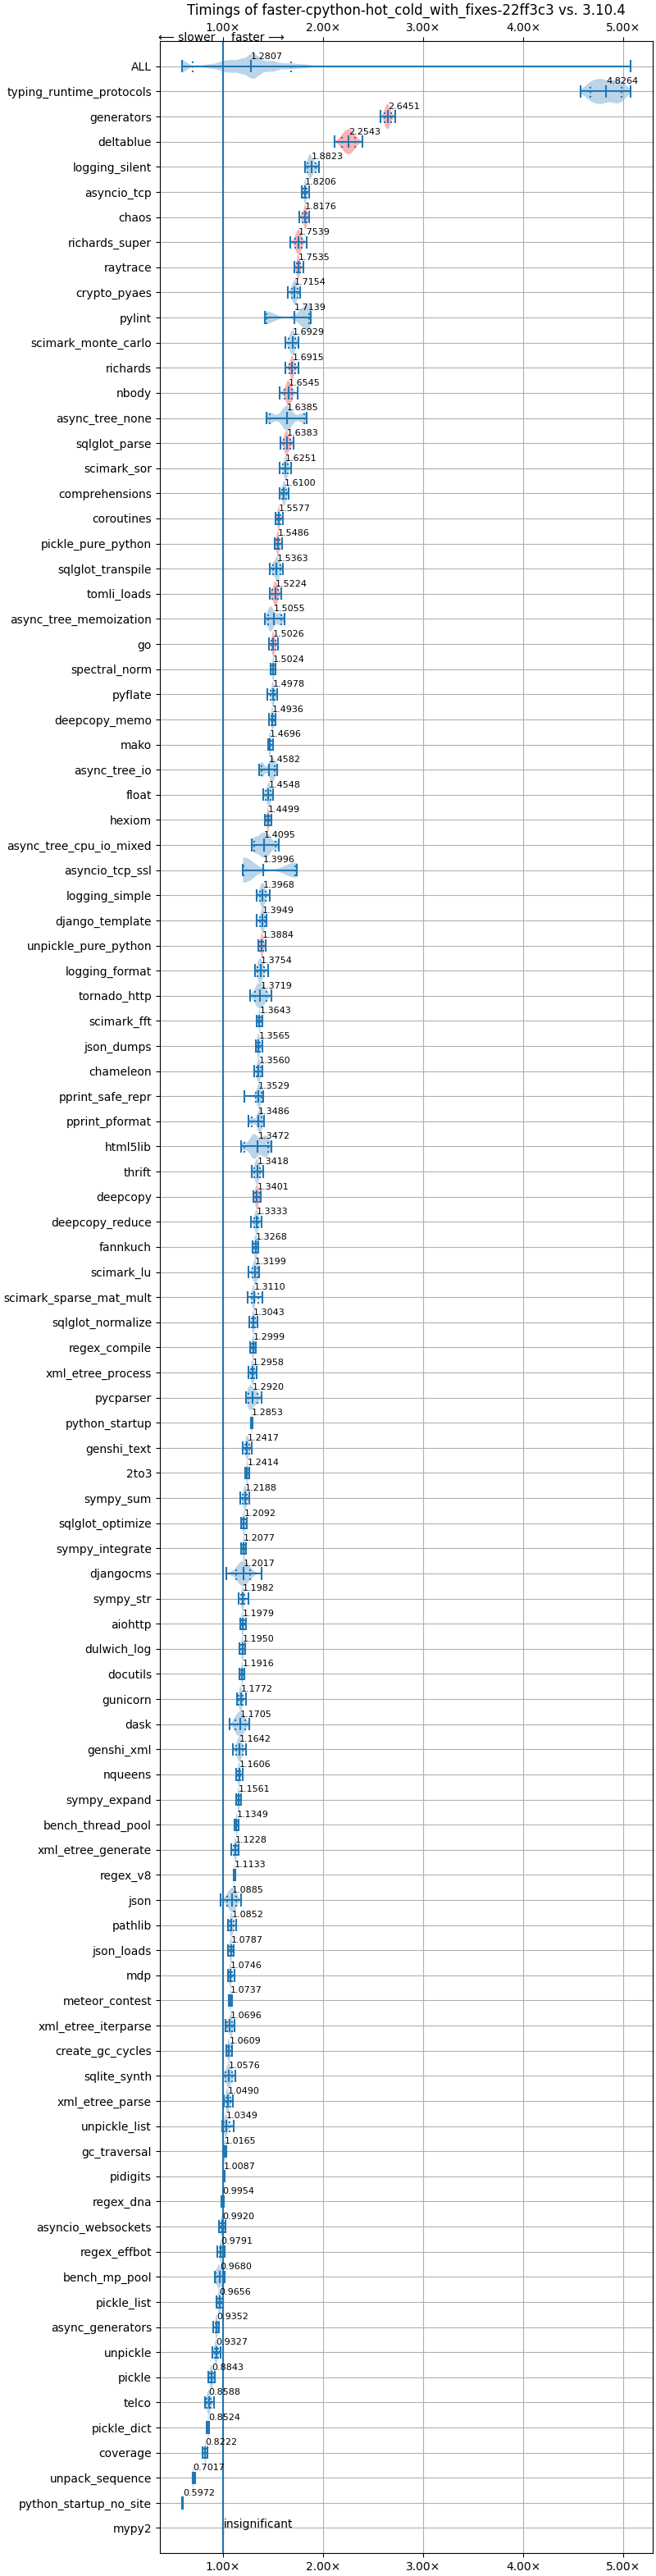 Timings of faster-cpython-hot_cold_with_fixes-22ff3c3 vs. 3.10.4
1.00× 2.00× 3.00× 4.00× 5.00×
⟵ slower faster ⟶
ALL 1.2807
typing_runtime_protocols 4.8264
generators 2.6451
deltablue 2.2543
logging_silent 1.8823
asyncio_tcp 1.8206
chaos 1.8176
richards_super 1.7539
raytrace 1.7535
crypto_pyaes 1.7154
pylint 1.7139
scimark_monte_carlo 1.6929
richards 1.6915
nbody 1.6545
async_tree_none 1.6385
sqlglot_parse 1.6383
scimark_sor 1.6251
comprehensions 1.6100
coroutines 1.5577
pickle_pure_python 1.5486
sqlglot_transpile 1.5363
tomli_loads 1.5224
async_tree_memoization 1.5055
go 1.5026
spectral_norm 1.5024
pyflate 1.4978
deepcopy_memo 1.4936
mako 1.4696
async_tree_io 1.4582
float 1.4548
hexiom 1.4499
async_tree_cpu_io_mixed 1.4095
asyncio_tcp_ssl 1.3996
logging_simple 1.3968
django_template 1.3949
unpickle_pure_python 1.3884
logging_format 1.3754
tornado_http 1.3719
scimark_fft 1.3643
json_dumps 1.3565
chameleon 1.3560
pprint_safe_repr 1.3529
pprint_pformat 1.3486
html5lib 1.3472
thrift 1.3418
deepcopy 1.3401
deepcopy_reduce 1.3333
fannkuch 1.3268
scimark_lu 1.3199
scimark_sparse_mat_mult 1.3110
sqlglot_normalize 1.3043
regex_compile 1.2999
xml_etree_process 1.2958
pycparser 1.2920
python_startup 1.2853
genshi_text 1.2417
2to3 1.2414
sympy_sum 1.2188
sqlglot_optimize 1.2092
sympy_integrate 1.2077
djangocms 1.2017
sympy_str 1.1982
aiohttp 1.1979
dulwich_log 1.1950
docutils 1.1916
gunicorn 1.1772
dask 1.1705
genshi_xml 1.1642
nqueens 1.1606
sympy_expand 1.1561
bench_thread_pool 1.1349
xml_etree_generate 1.1228
regex_v8 1.1133
json 1.0885
pathlib 1.0852
json_loads 1.0787
mdp 1.0746
meteor_contest 1.0737
xml_etree_iterparse 1.0696
create_gc_cycles 1.0609
sqlite_synth 1.0576
xml_etree_parse 1.0490
unpickle_list 1.0349
gc_traversal 1.0165
pidigits 1.0087
regex_dna 0.9954
asyncio_websockets 0.9920
regex_effbot 0.9791
bench_mp_pool 0.9680
pickle_list 0.9656
async_generators 0.9352
unpickle 0.9327
pickle 0.8843
telco 0.8588
pickle_dict 0.8524
coverage 0.8222
unpack_sequence 0.7017
python_startup_no_site 0.5972
mypy2 insignificant
1.00× 2.00× 3.00× 4.00× 5.00×